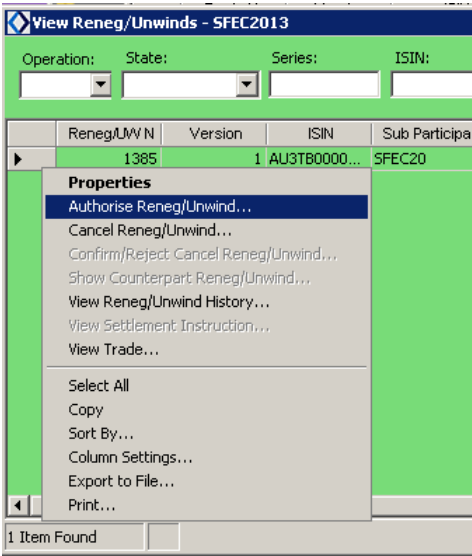 View Reneg/Unwinds - SFEC2013
Operation: State: Series: ISIN:
Reneg/UW N Version ISIN Sub Participa
1385 1 AU3TB0000... SFEC20
Properties
Authorise Reneg/Unwind...
Cancel Reneg/Unwind...
Confirm/Reject Cancel Reneg/Unwind...
Show Counterpart Reneg/Unwind...
View Reneg/Unwind History...
View Settlement Instruction...
View Trade...
Select All
Copy
Sort By...
Column Settings...
Export to File...
Print...
1 Item Found